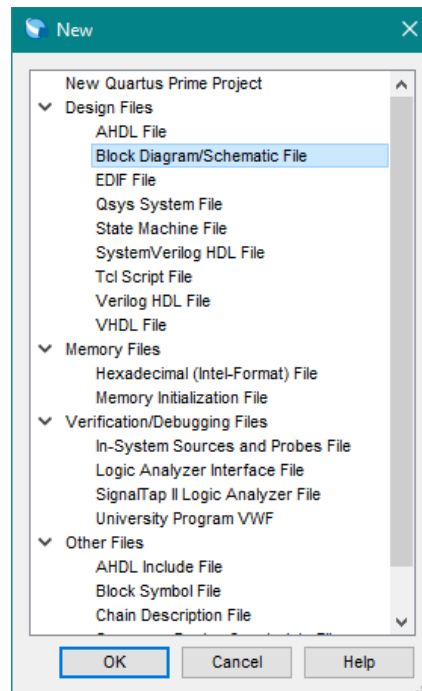 New
New Quartus Prime Project
Design Files
AHDL File
Block Diagram/Schematic File
EDIF File
Qsys System File
State Machine File
SystemVerilog HDL File
Tcl Script File
Verilog HDL File
VHDL File
Memory Files
Hexadecimal (Intel-Format) File
Memory Initialization File
Verification/Debugging Files
In-System Sources and Probes File
Logic Analyzer Interface File
SignalTap II Logic Analyzer File
University Program VWF
Other Files
AHDL Include File
Block Symbol File
Chain Description File
OK Cancel Help